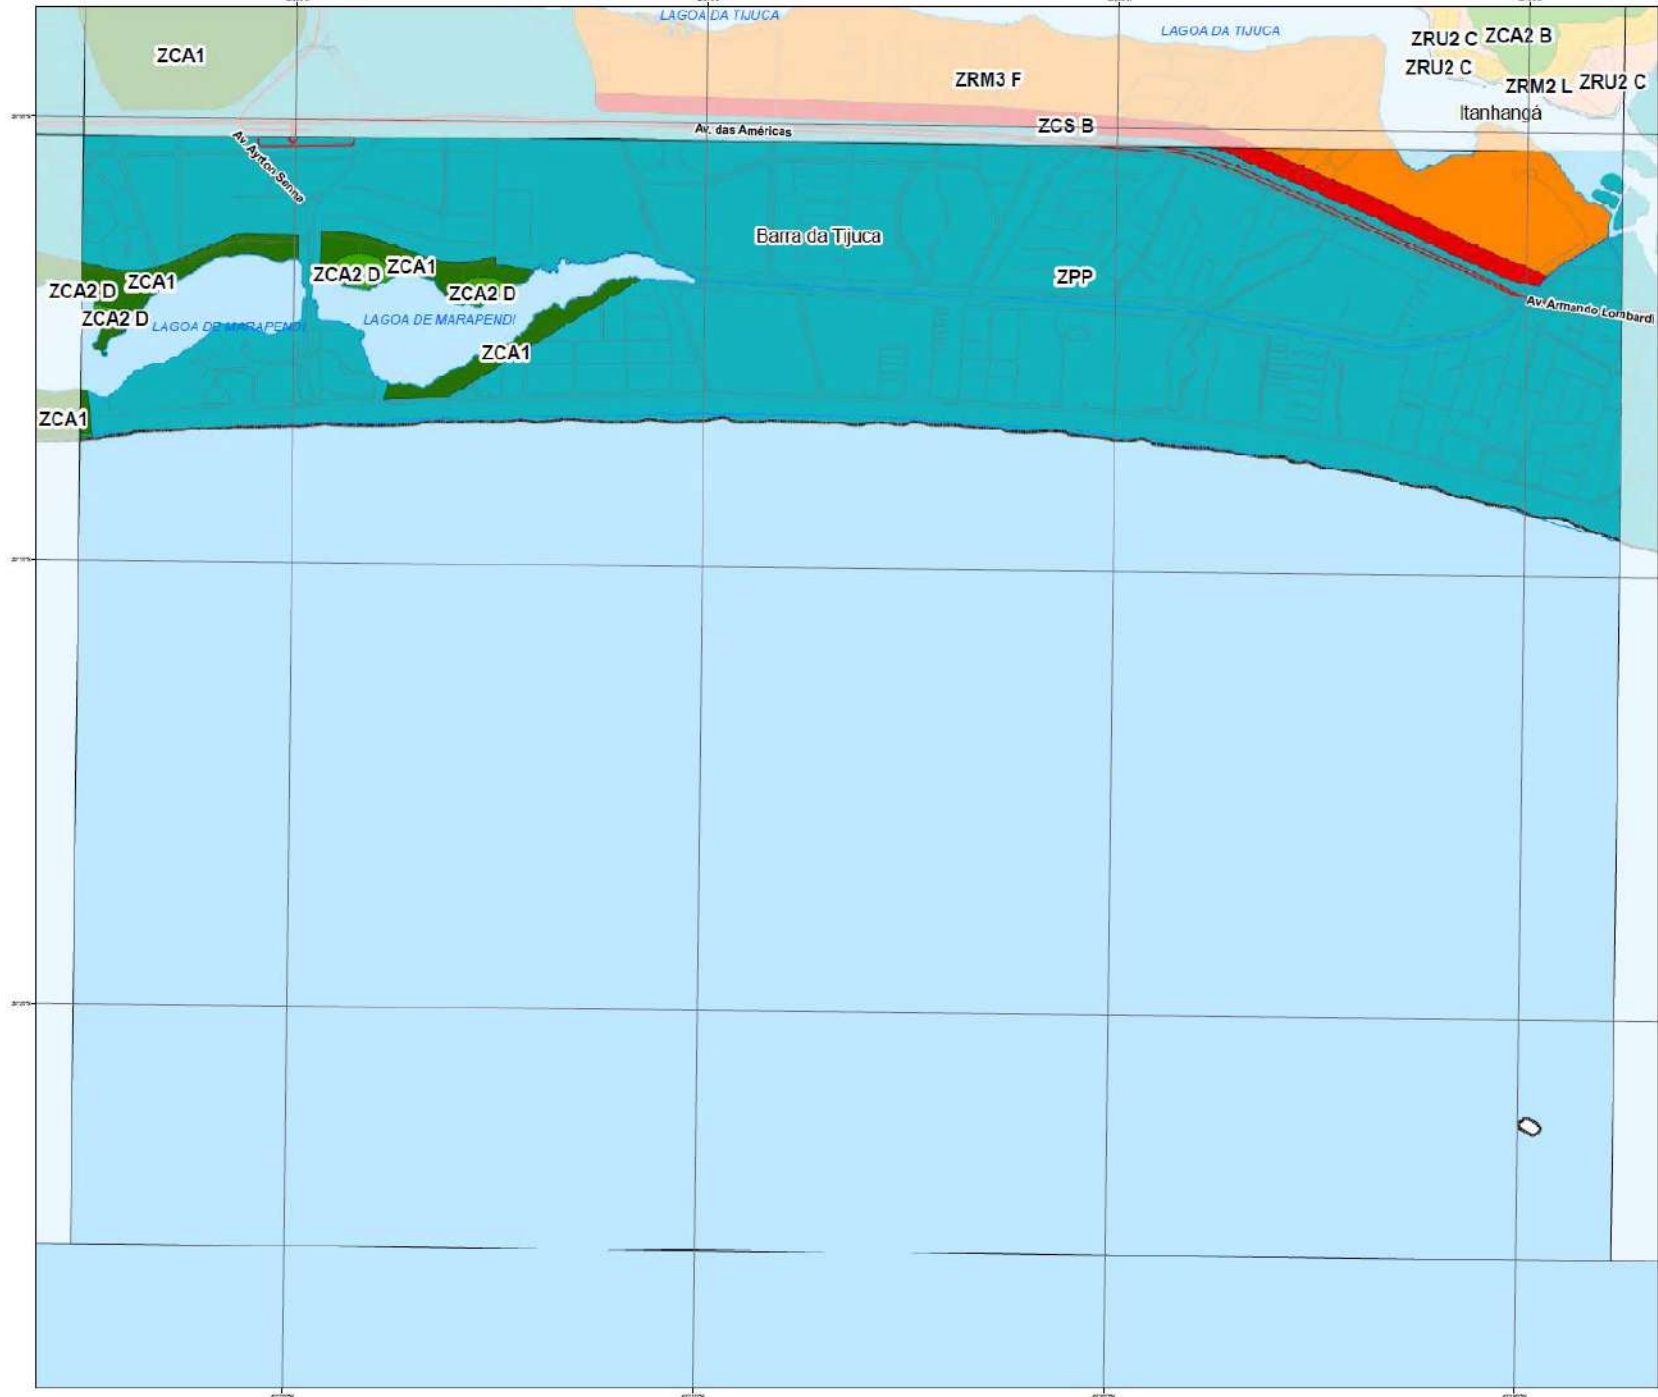 LAGOA DA TIJUCA
LAGOA DA TIJUCA
ZCA1
ZRU2 C
ZCA2 B
ZRU2 C
ZRM3 F
ZRM2 L
ZRU2 C
Itanhangá
ZCS B
Av. das Américas
Av. Ayrton Senna
Barra da Tijuca
ZPP
ZCA2 D
ZCA1
ZCA2 D
ZCA1
ZCA2 D
ZCA2 D
LAGOA DE MARAPENDI
LAGOA DE MARAPENDI
Av. Armando Lombardi
ZCA1
ZCA1